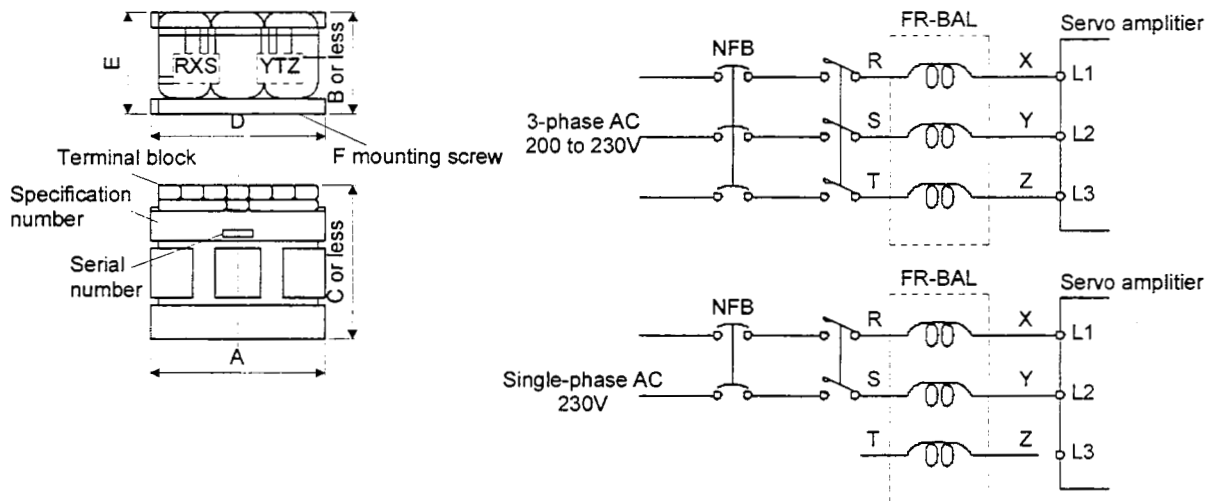 E
RXS
YTZ
B or less
D
F mounting screw
Terminal block
Specification
number
Serial
number
C or less
A
FR-BAL
Servo amplitier
NFB
R
X
L1
3-phase AC
200 to 230V
S
Y
L2
T
Z
L3
FR-BAL
Servo amplitier
NFB
R
X
L1
Single-phase AC
230V
S
Y
L2
T
Z
L3